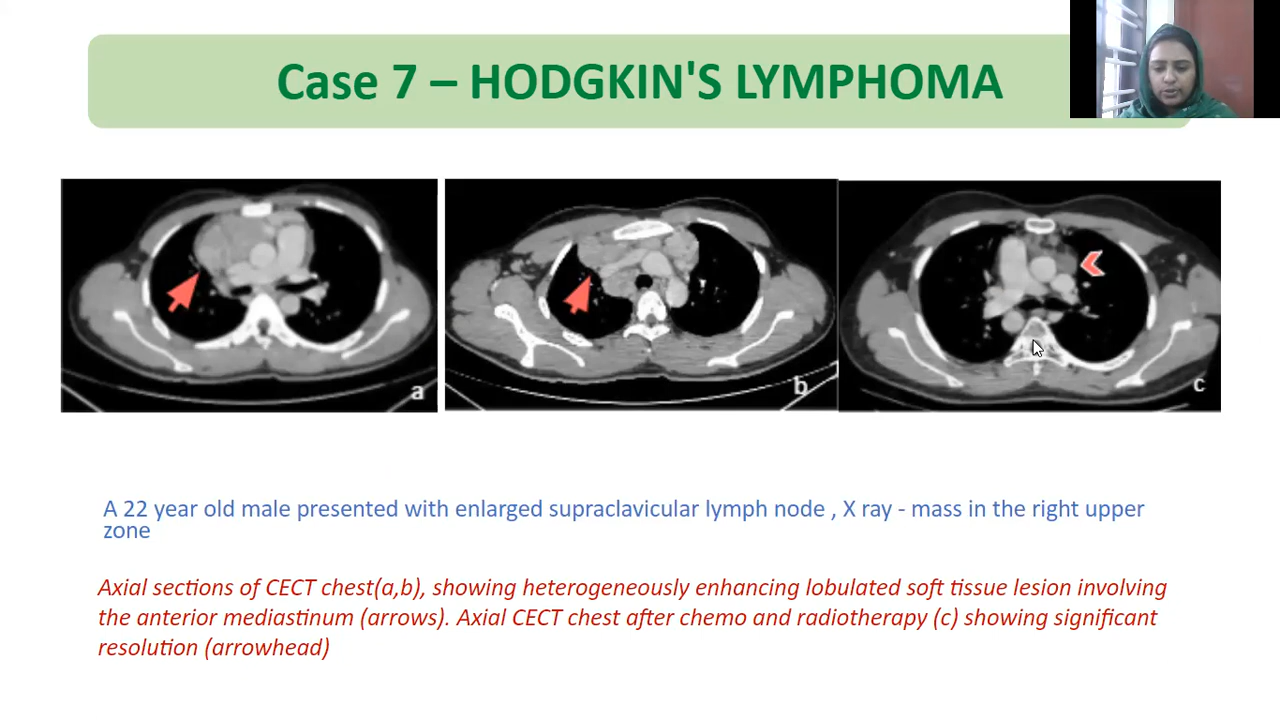 Case 7 – HODGKIN'S LYMPHOMA
a
b
c
A 22 year old male presented with enlarged supraclavicular lymph node , X ray - mass in the right upper
zone
Axial sections of CECT chest(a,b), showing heterogeneously enhancing lobulated soft tissue lesion involving
the anterior mediastinum (arrows). Axial CECT chest after chemo and radiotherapy (c) showing significant
resolution (arrowhead)